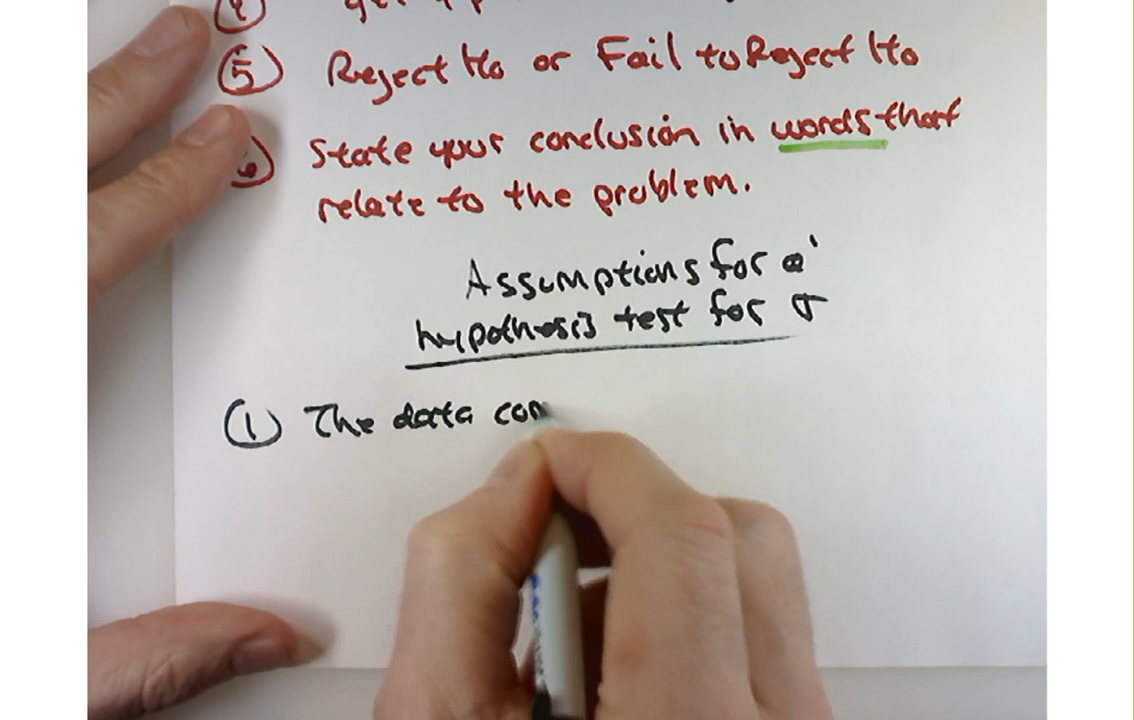 5 Reject Ho or Fail to Reject Ho
6 State your conclusion in words that
relate to the problem.
Assumptions for a
hypothesis test for σ
1 The data com